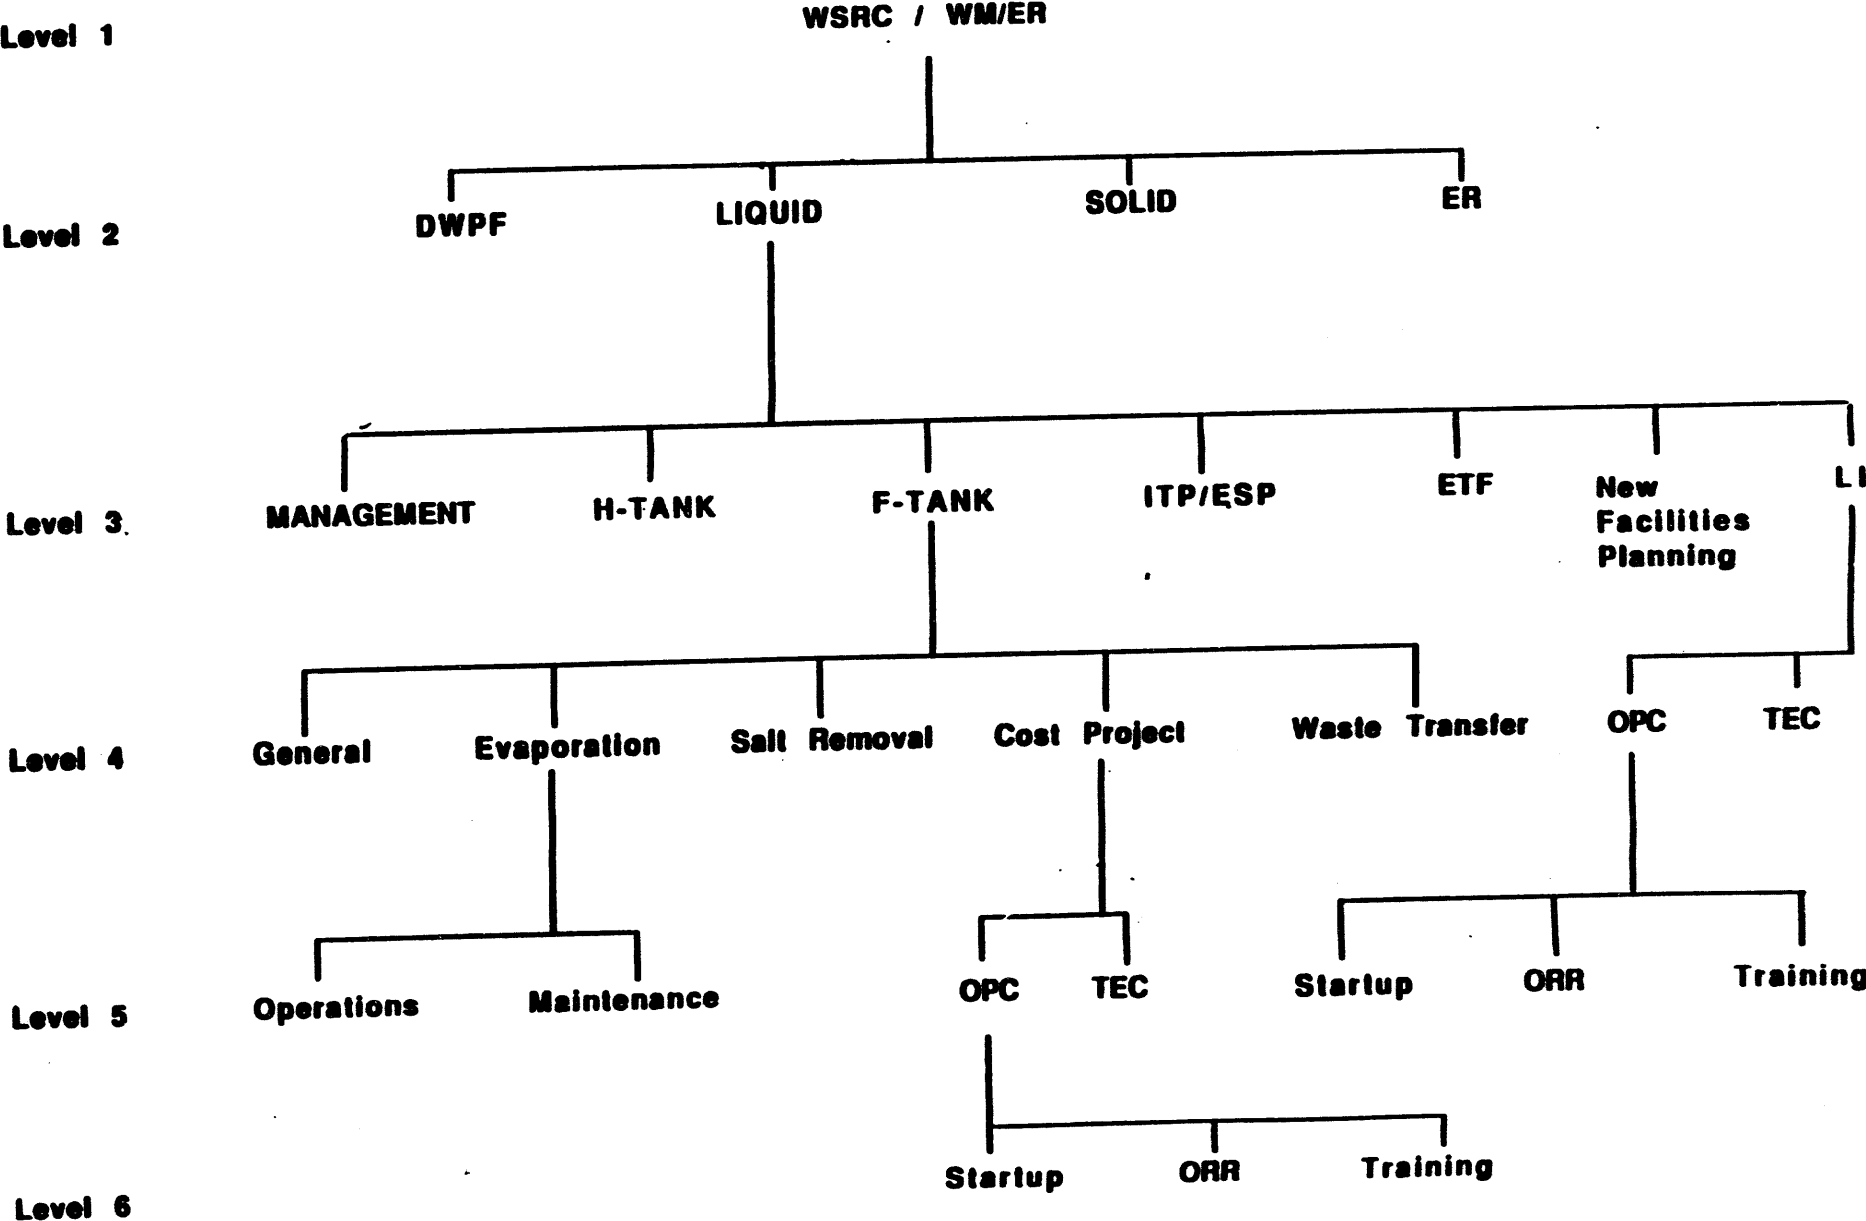 Level 1
WSRC / WM/ER
Level 2
DWPF
LIQUID
SOLID
ER
Level 3
MANAGEMENT
H-TANK
F-TANK
ITP/ESP
ETF
New
Facilities
Planning
Level 4
General
Evaporation
Salt Removal
Cost Project
Waste Transfer
OPC
TEC
Level 5
Operations
Maintenance
OPC
TEC
Startup
ORR
Training
Level 6
Startup
ORR
Training